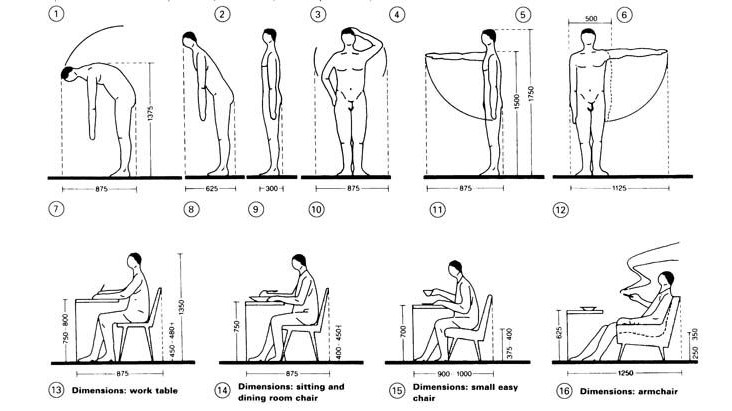 1 2 3 4 5 6
1375
875
625
300
875
1500
1750
875
500
1125
7 8 9 10 11 12
750 - 800
1350
450 - 480
875
750
400 450
875
700
375 400
900 - 1000
625
250 350
1250
13 Dimensions: work table
14 Dimensions: sitting and
dining room chair
15 Dimensions: small easy
chair
16 Dimensions: armchair